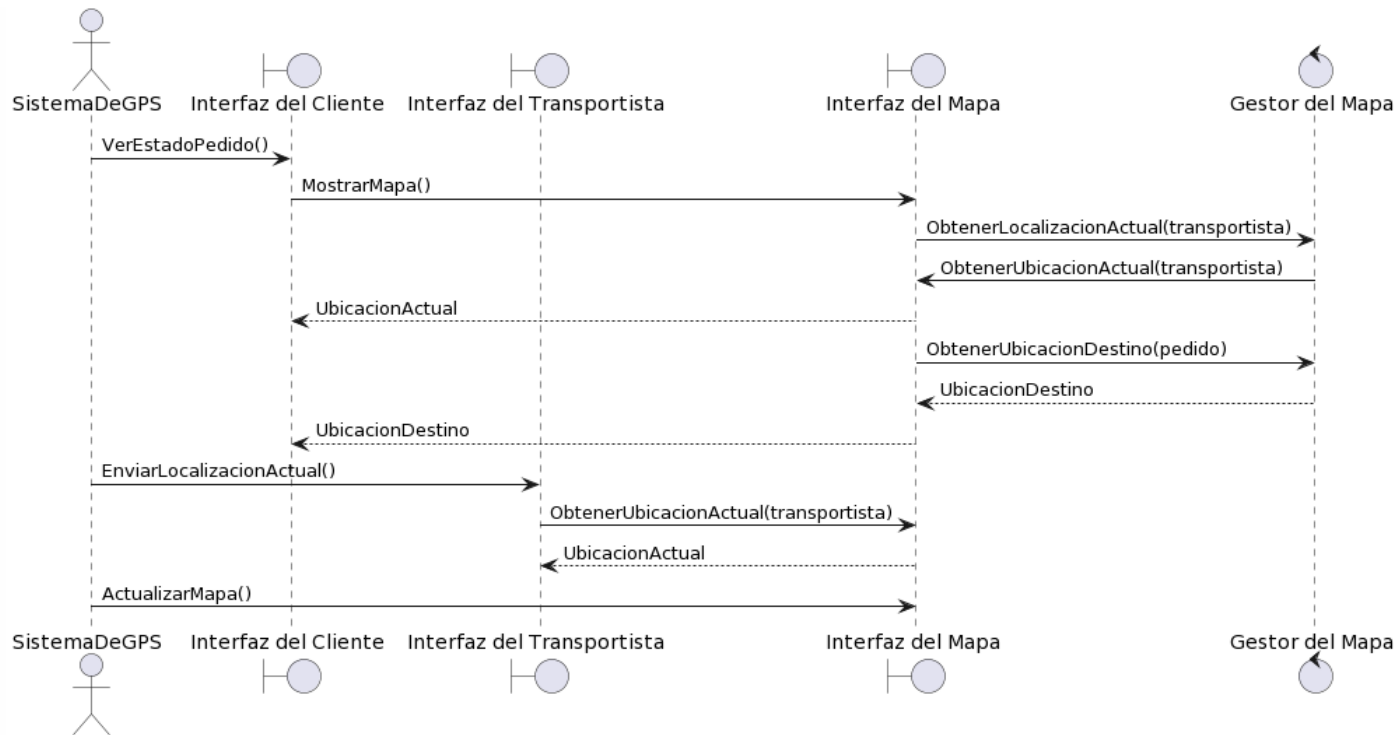 SistemaDeGPS
Interfaz del Cliente
Interfaz del Transportista
Interfaz del Mapa
Gestor del Mapa
VerEstadoPedido()
MostrarMapa()
ObtenerLocalizacionActual(transportista)
ObtenerUbicacionActual(transportista)
UbicacionActual
ObtenerUbicacionDestino(pedido)
UbicacionDestino
UbicacionDestino
EnviarLocalizacionActual()
ObtenerUbicacionActual(transportista)
UbicacionActual
ActualizarMapa()
SistemaDeGPS
Interfaz del Cliente
Interfaz del Transportista
Interfaz del Mapa
Gestor del Mapa